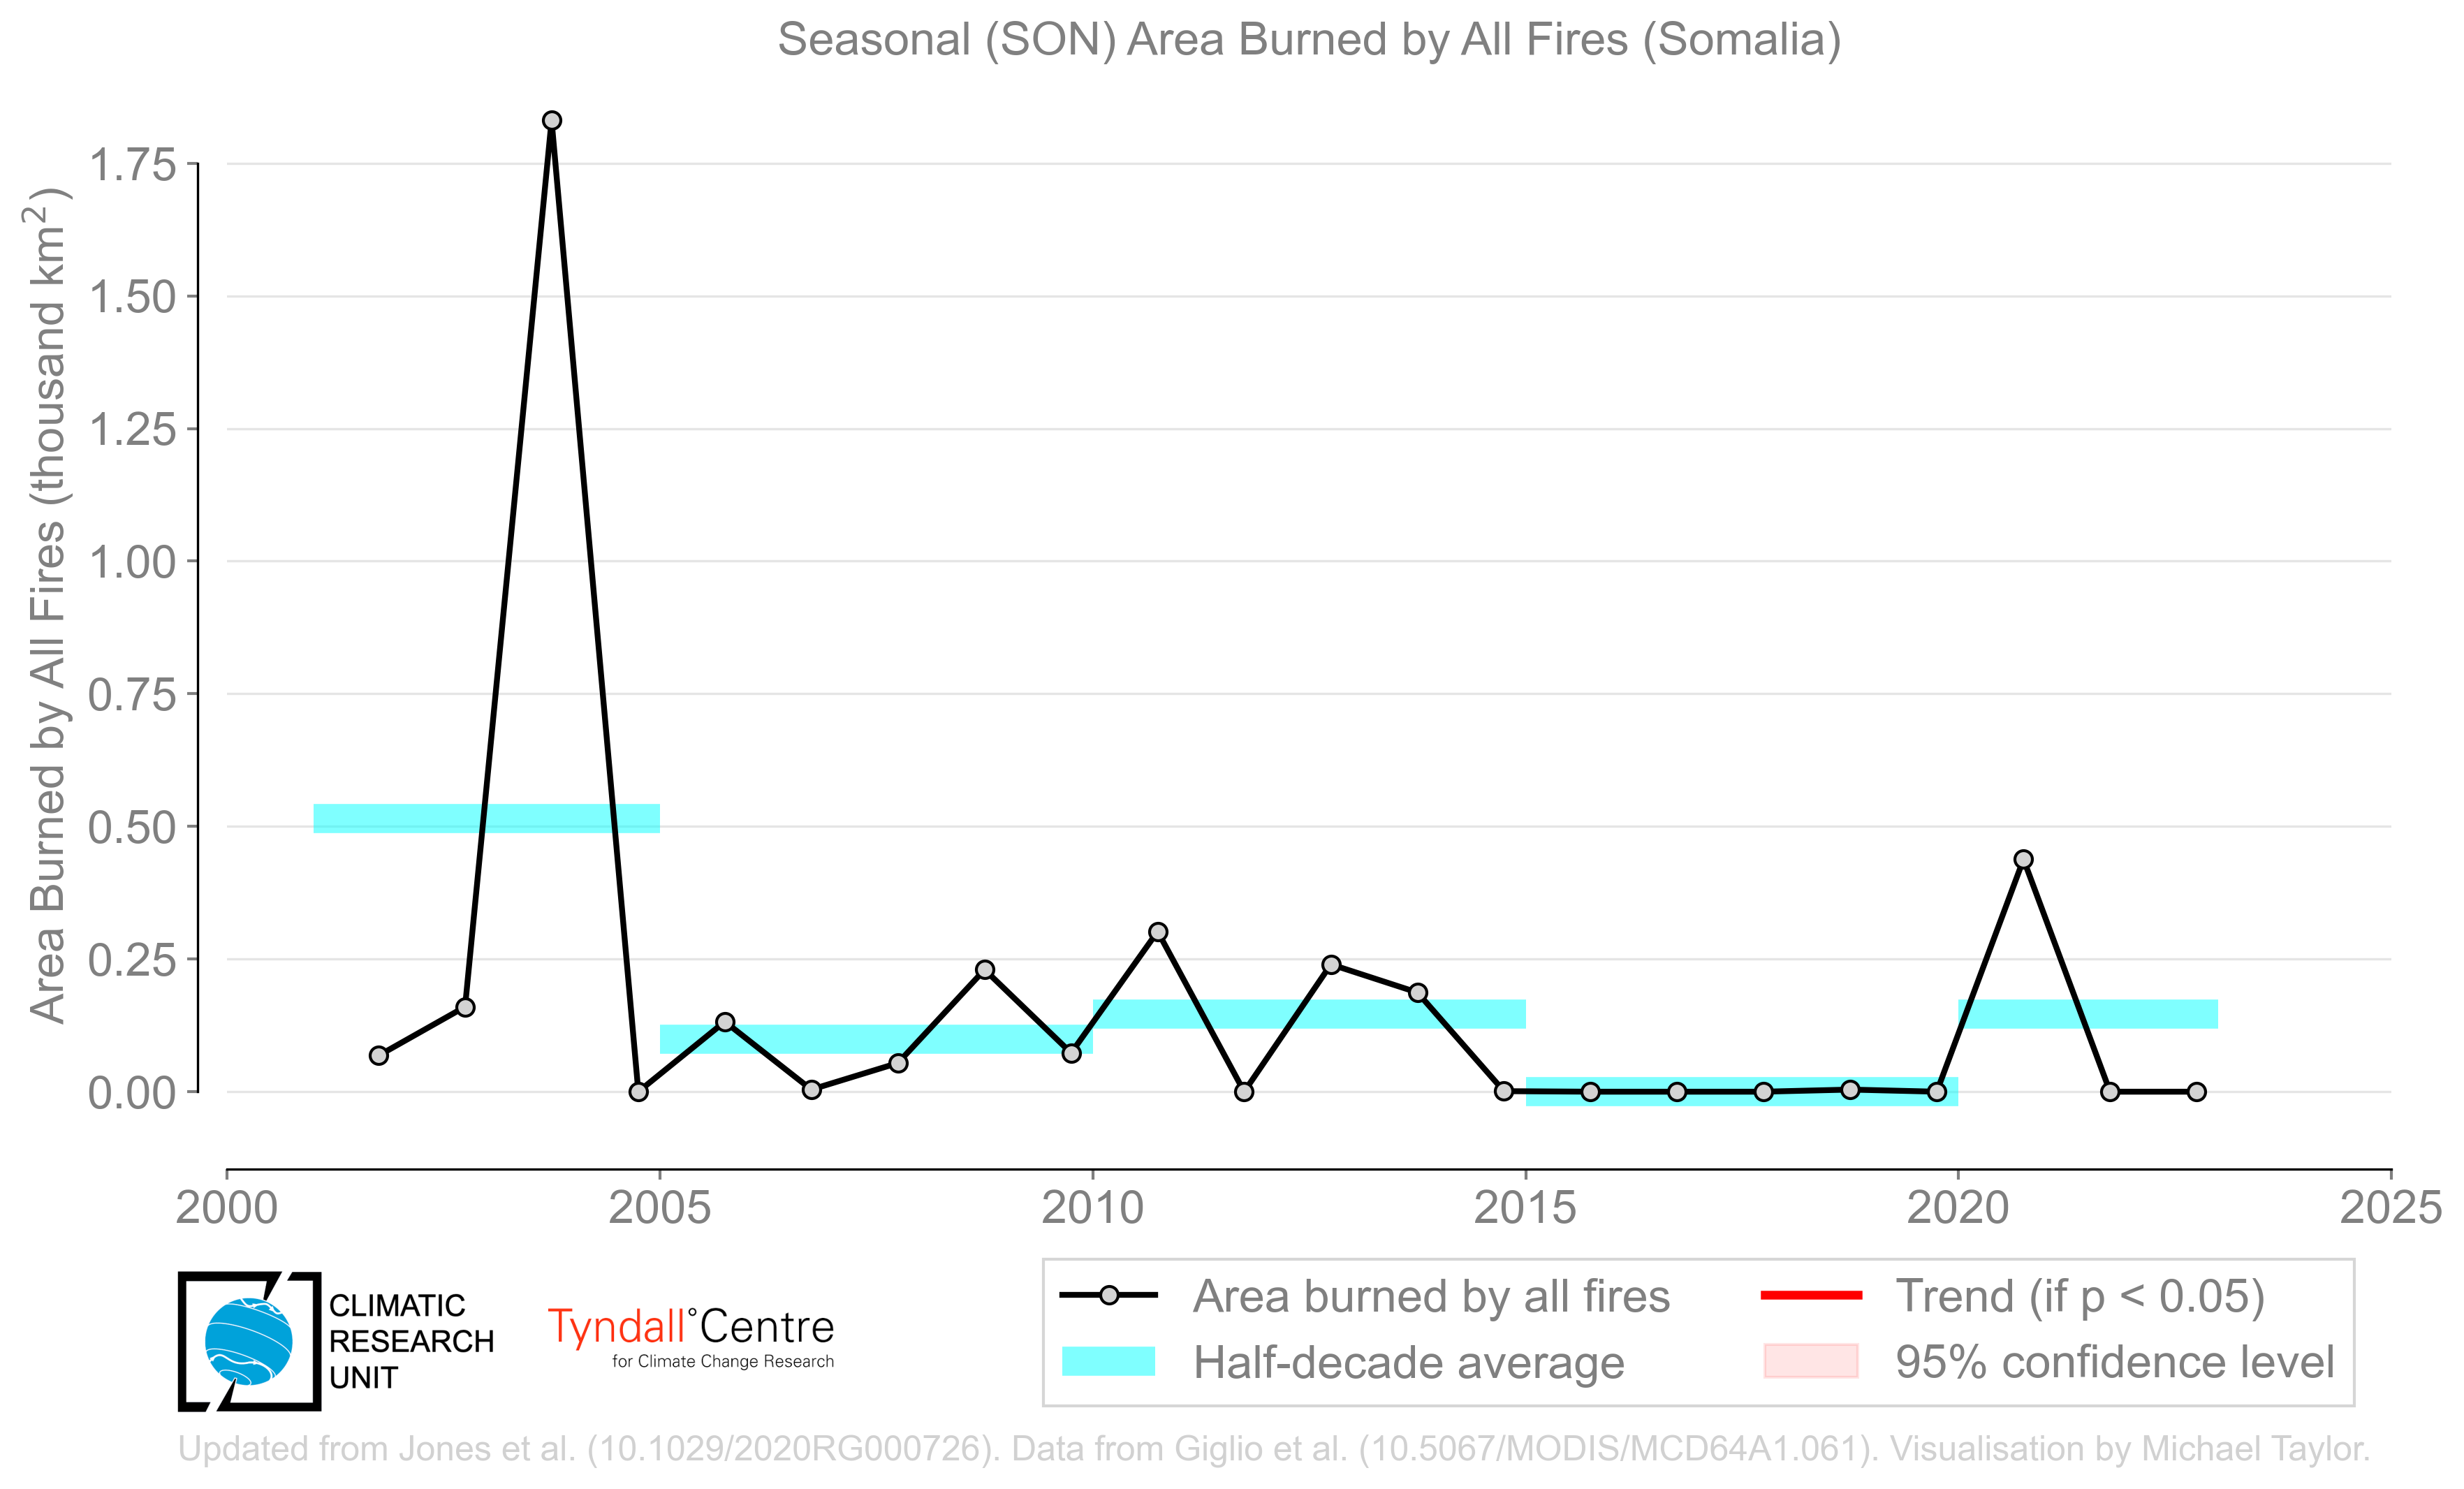 Seasonal (SON) Area Burned by All Fires (Somalia)
Area Burned by All Fires (thousand km²)
1.75
1.50
1.25
1.00
0.75
0.50
0.25
0.00
2000 2005 2010 2015 2020 2025
CLIMATIC
RESEARCH
UNIT
Tyndall°Centre
for Climate Change Research
Area burned by all fires
Half-decade average
Trend (if p < 0.05)
95% confidence level
Updated from Jones et al. (10.1029/2020RG000726). Data from Giglio et al. (10.5067/MODIS/MCD64A1.061). Visualisation by Michael Taylor.